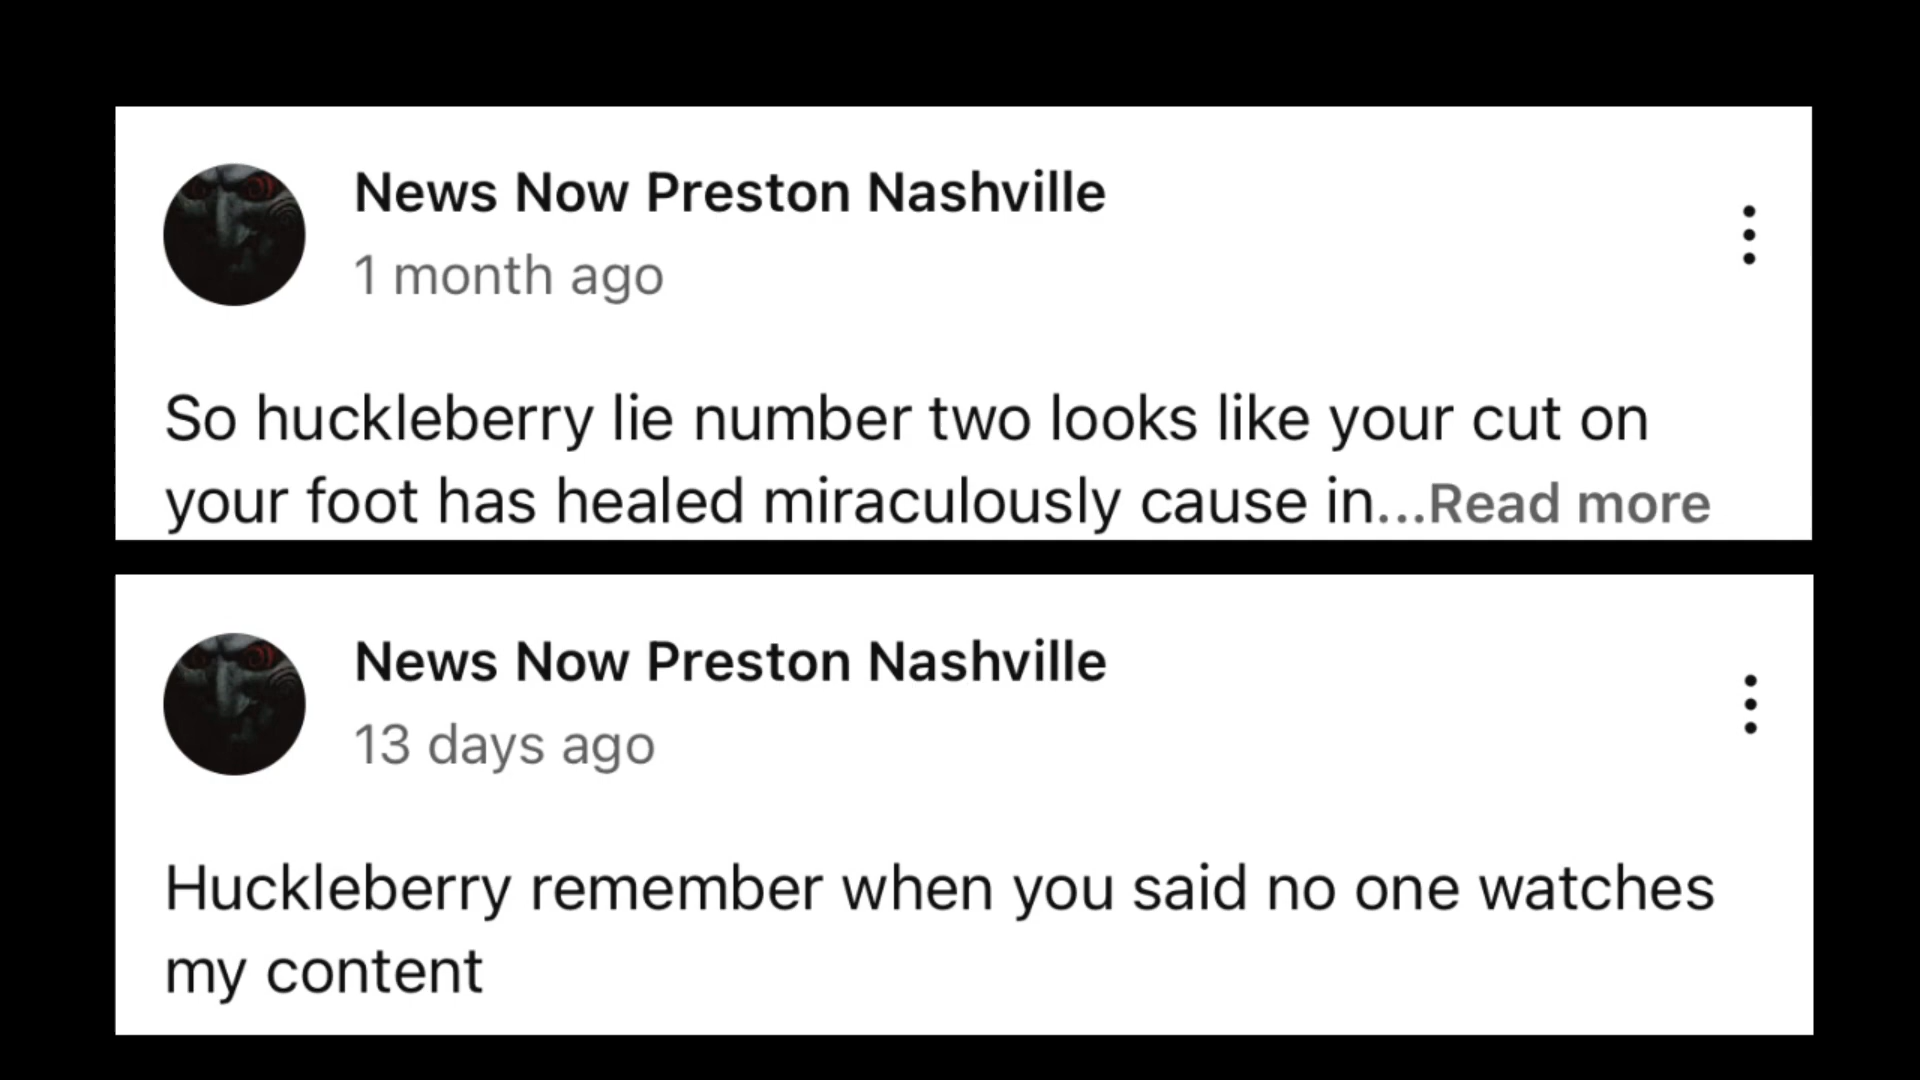 News Now Preston Nashville
1 month ago
So huckleberry lie number two looks like your cut on
your foot has healed miraculously cause in...Read more
News Now Preston Nashville
13 days ago
Huckleberry remember when you said no one watches
my content